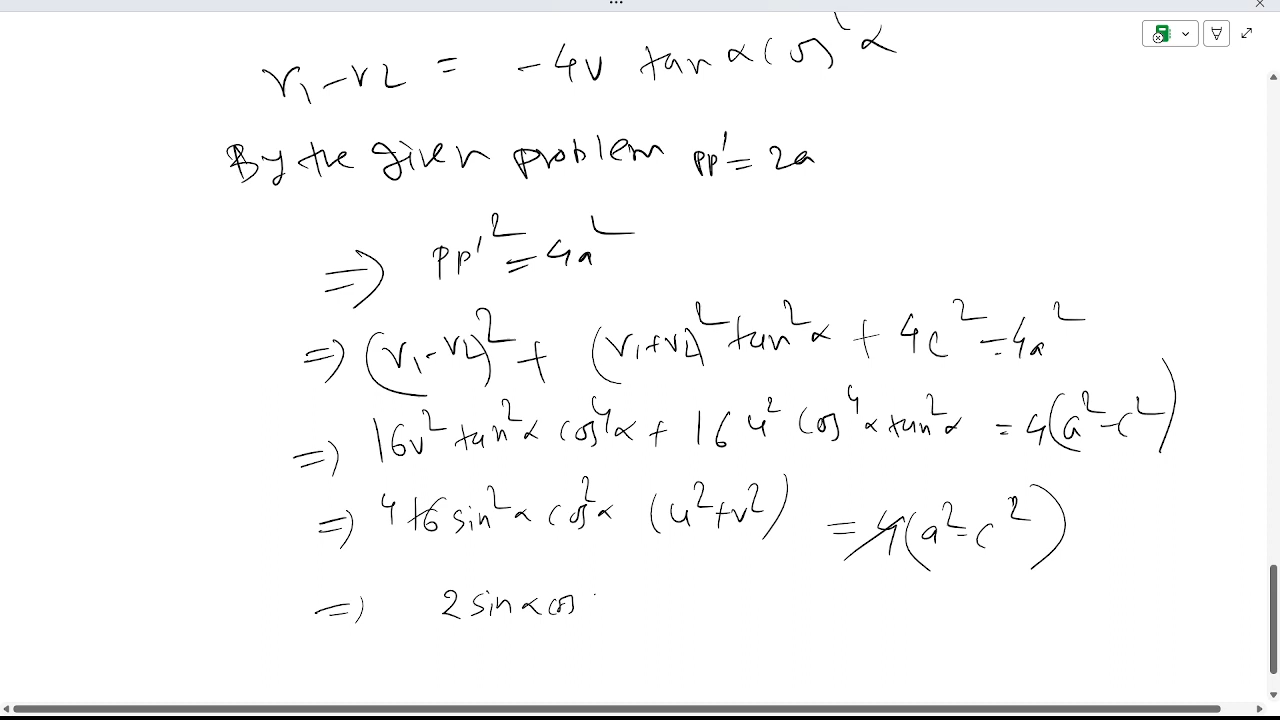 r₁ - r2 = -4v tan α cos² α
By the given problem pp' = 2a
⇒ pp'² = 4a²
⇒ (r₁ - r2)² + (r₁ + r2)² tan² α + 4c² = 4a²
⇒ 16v² tan² α cos⁴ α + 16 u² cos⁴ α tan² α = 4(a² - c²)
⇒ 4 16 sin² α cos² α (u² + v²) = 4(a² - c²)
⇒ 2 sin α cos